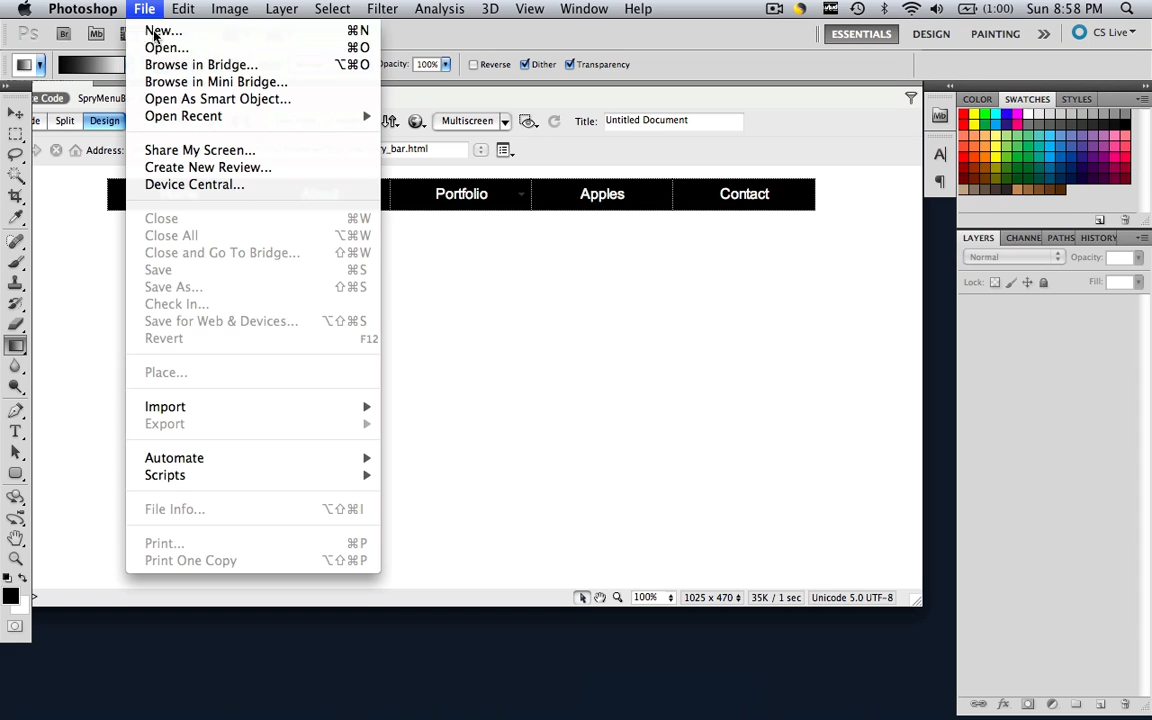 Photoshop File Edit Image Layer Select Filter Analysis 3D View Window Help (1:00) Sun 8:58 PM
Ps Br Mb ESSENTIALS DESIGN PAINTING CS Live
Opacity: 100% Reverse Dither Transparency
New... ⌘N
Open... ⌘O
Browse in Bridge... ⌥⌘O
Browse in Mini Bridge...
Open As Smart Object...
Open Recent
Share My Screen...
Create New Review...
Device Central...
Close ⌘W
Close All ⌥⌘W
Close and Go To Bridge... ⇧⌘W
Save ⌘S
Save As... ⇧⌘S
Check In...
Save for Web & Devices... ⌥⇧⌘S
Revert F12
Place...
Import
Export
Automate
Scripts
File Info... ⌥⇧⌘I
Print... ⌘P
Print One Copy ⌥⇧⌘P
Code SpryMenuB
de Split Design Multiscreen Title: Untitled Document
Address: y_bar.html
Portfolio Apples Contact
100% 1025 x 470 35K / 1 sec Unicode 5.0 UTF-8
COLOR SWATCHES STYLES
LAYERS CHANNE PATHS HISTORY
Normal Opacity:
Lock: Fill: